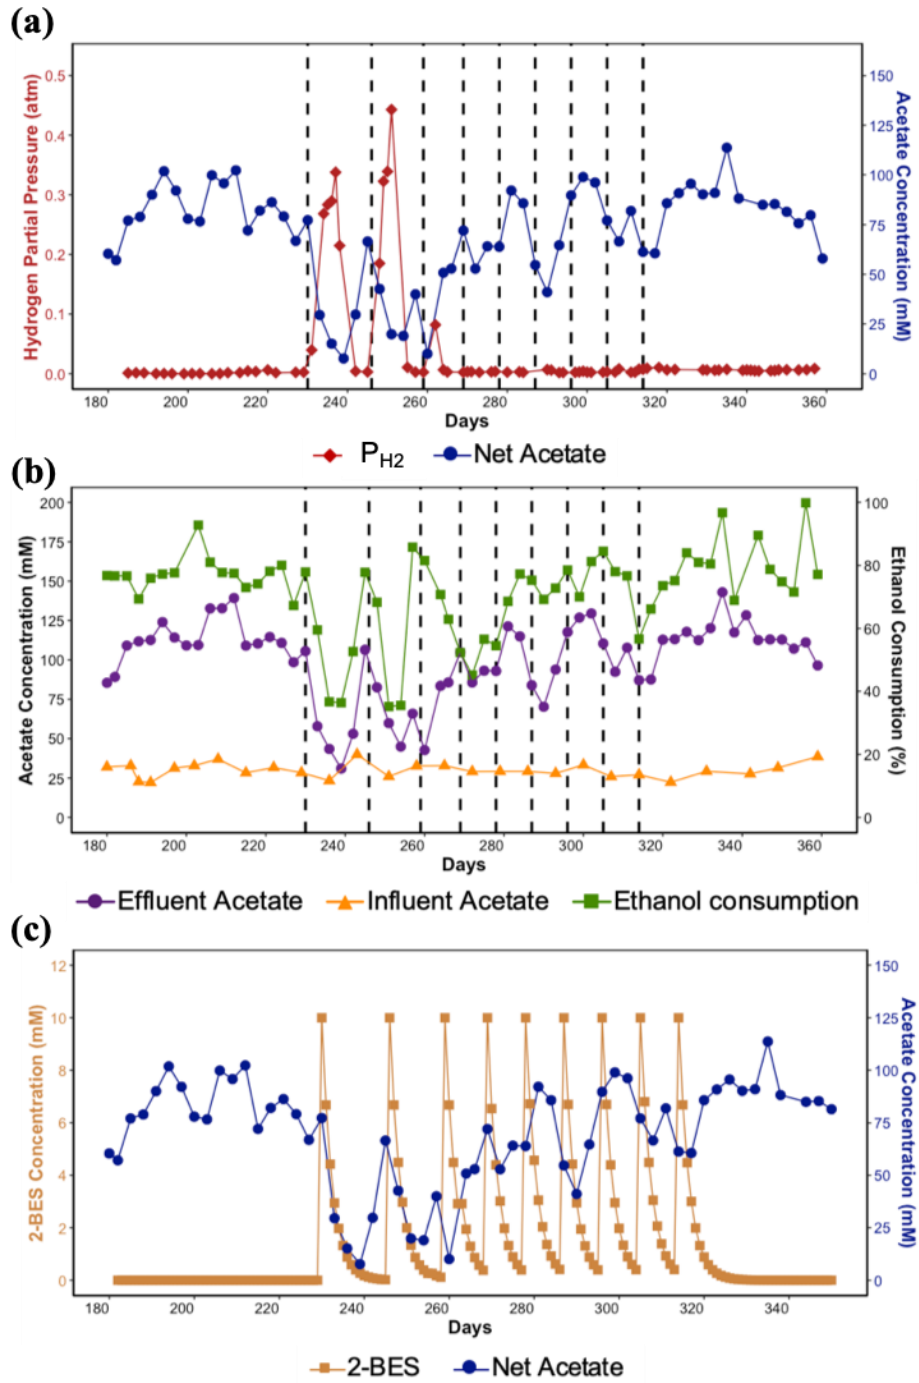 (a)
Hydrogen Partial Pressure (atm)
0.5
0.4
0.3
0.2
0.1
0.0
150
125
100
75
50
25
0
Acetate Concentration (mM)
180 200 220 240 260 280 300 320 340 360
Days
PH2 Net Acetate
(b)
Acetate Concentration (mM)
200
175
150
125
100
75
50
25
0
100
80
60
40
20
0
Ethanol Consumption (%)
180 200 220 240 260 280 300 320 340 360
Days
Effluent Acetate Influent Acetate Ethanol consumption
(c)
2-BES Concentration (mM)
12
10
8
6
4
2
0
150
125
100
75
50
25
0
Acetate Concentration (mM)
180 200 220 240 260 280 300 320 340
Days
2-BES Net Acetate